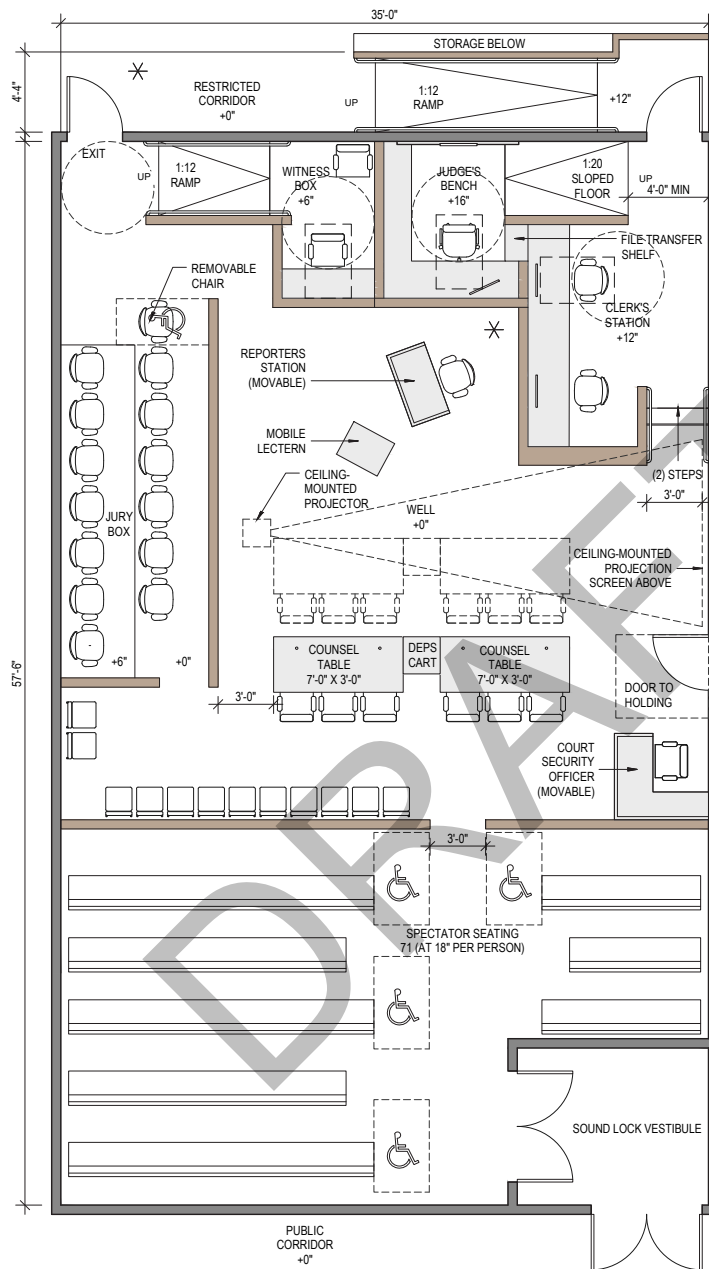 35'-0"
STORAGE BELOW
4'-4"
RESTRICTED
CORRIDOR
+0"
UP
1:12
RAMP
+12"
EXIT
UP
1:12
RAMP
WITNESS
BOX
+6"
JUDGE'S
BENCH
+16"
1:20
SLOPED
FLOOR
UP
4'-0" MIN
FILE TRANSFER
SHELF
REMOVABLE
CHAIR
CLERK'S
STATION
+12"
REPORTERS
STATION
(MOVABLE)
MOBILE
LECTERN
CEILING-
MOUNTED
PROJECTOR
(2) STEPS
3'-0"
WELL
+0"
JURY
BOX
CEILING-MOUNTED
PROJECTION
SCREEN ABOVE
57'-6"
+6"
+0"
COUNSEL
TABLE
7'-0" X 3'-0"
DEPS
CART
COUNSEL
TABLE
7'-0" X 3'-0"
3'-0"
DOOR TO
HOLDING
COURT
SECURITY
OFFICER
(MOVABLE)
3'-0"
SPECTATOR SEATING
71 (AT 18" PER PERSON)
SOUND LOCK VESTIBULE
PUBLIC
CORRIDOR
+0"
DRAFT